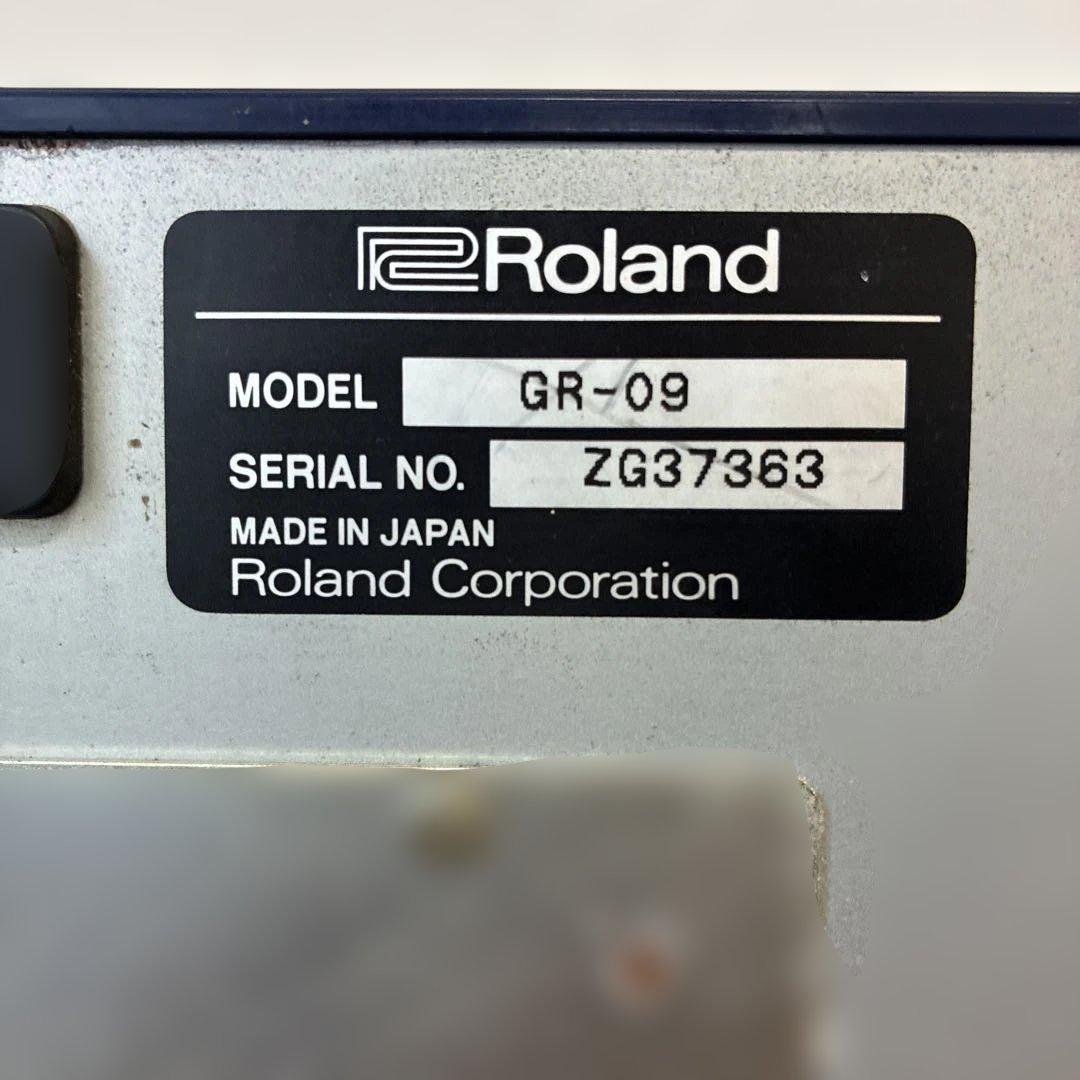 Roland
MODEL GR-09
SERIAL NO. ZG37363
MADE IN JAPAN
Roland Corporation